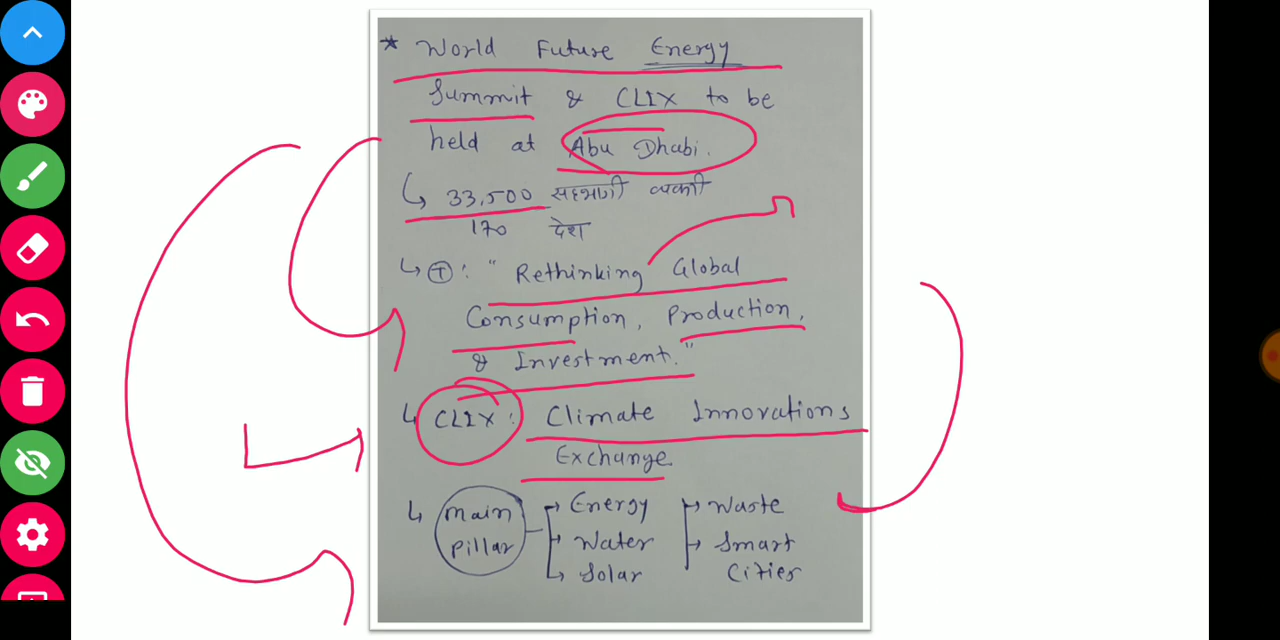 * World Future Energy
Summit & CLIX to be
held at Abu Dhabi.
↳ 33,500 सहभागी व्यक्ती
170 देश
↳ Ⓣ: "Rethinking Global
Consumption, Production,
& Investment."
↳ CLIX: Climate Innovations
Exchange
↳ Main Pillar → Energy → Waste
→ Water → Smart Cities
→ Solar